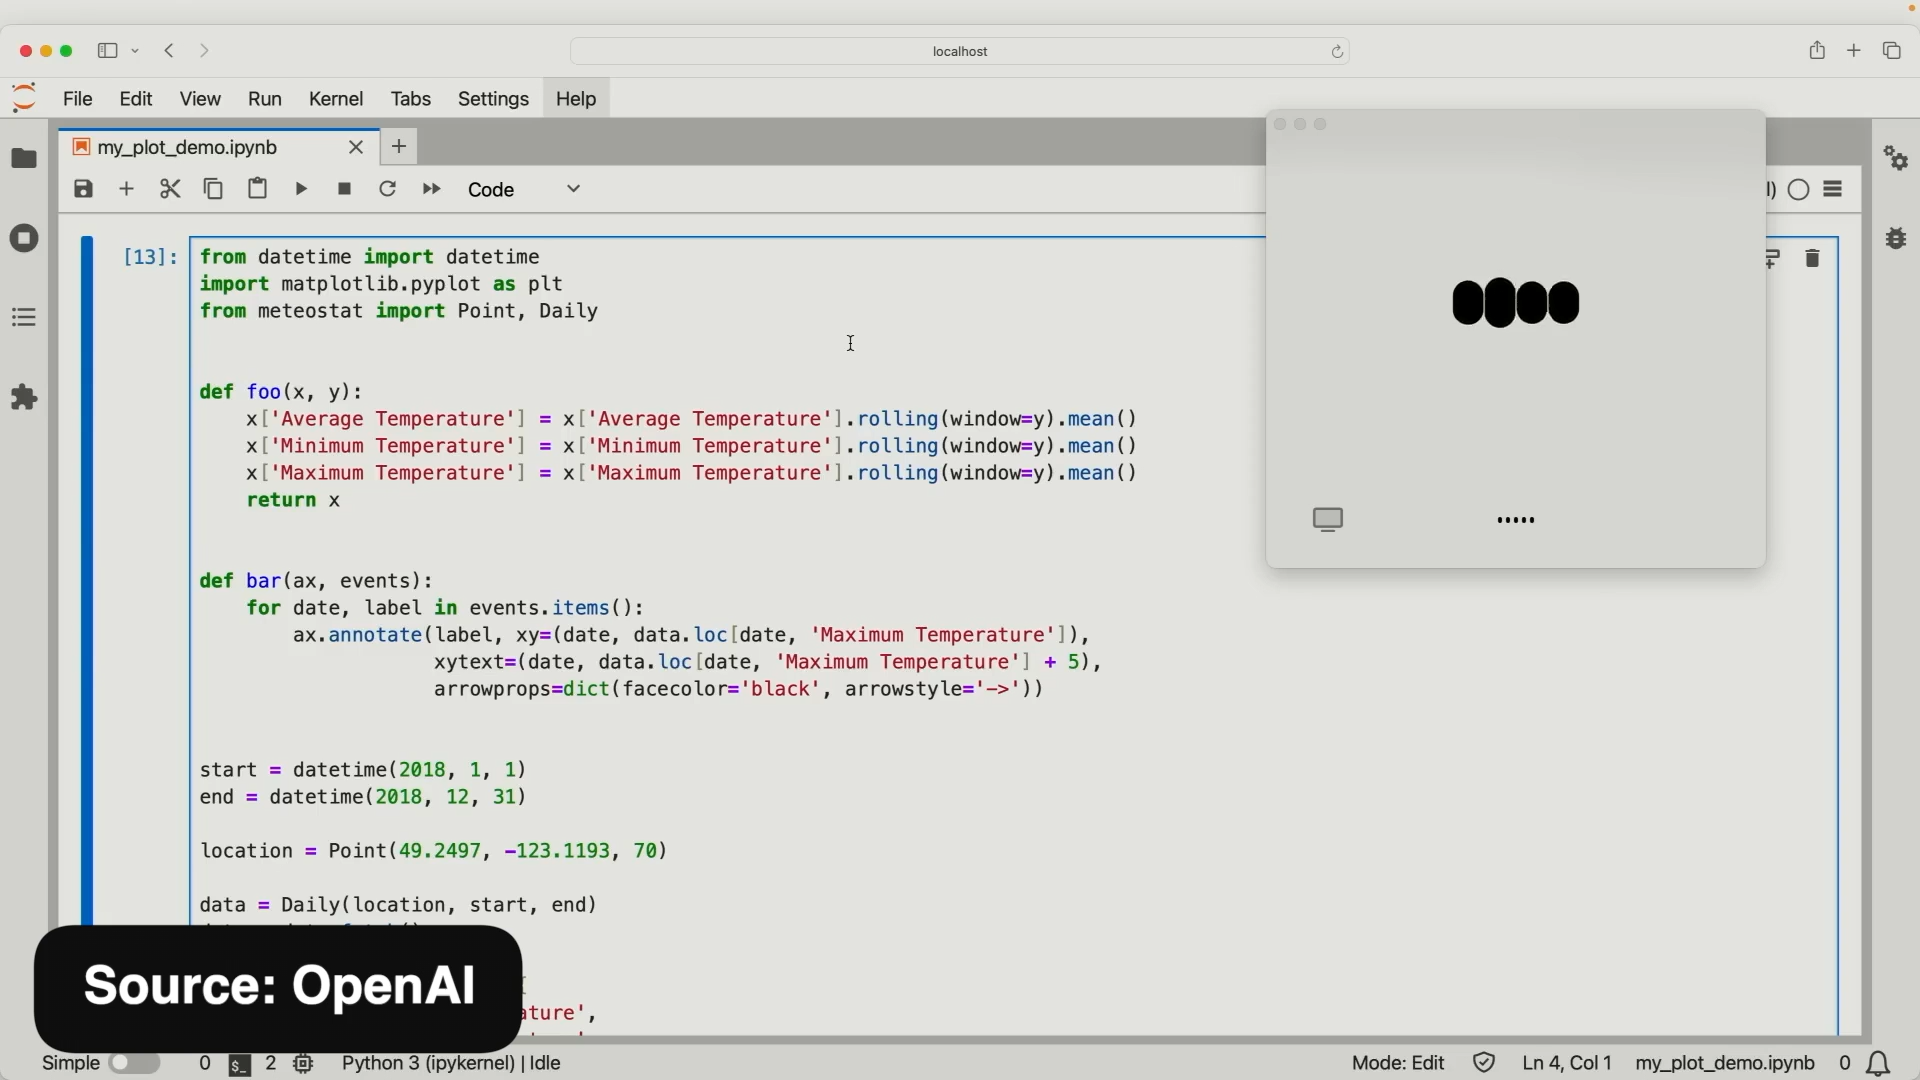 localhost
File Edit View Run Kernel Tabs Settings Help
my_plot_demo.ipynb
Code
[13]:
from datetime import datetime
import matplotlib.pyplot as plt
from meteostat import Point, Daily
def foo(x, y):
    x['Average Temperature'] = x['Average Temperature'].rolling(window=y).mean()
    x['Minimum Temperature'] = x['Minimum Temperature'].rolling(window=y).mean()
    x['Maximum Temperature'] = x['Maximum Temperature'].rolling(window=y).mean()
    return x
def bar(ax, events):
    for date, label in events.items():
        ax.annotate(label, xy=(date, data.loc[date, 'Maximum Temperature']),
                    xytext=(date, data.loc[date, 'Maximum Temperature'] + 5),
                    arrowprops=dict(facecolor='black', arrowstyle='->'))
start = datetime(2018, 1, 1)
end = datetime(2018, 12, 31)
location = Point(49.2497, -123.1193, 70)
data = Daily(location, start, end)
ature',
Source: OpenAI
Simple 0 $_ 2 Python 3 (ipykernel) | Idle Mode: Edit Ln 4, Col 1 my_plot_demo.ipynb 0